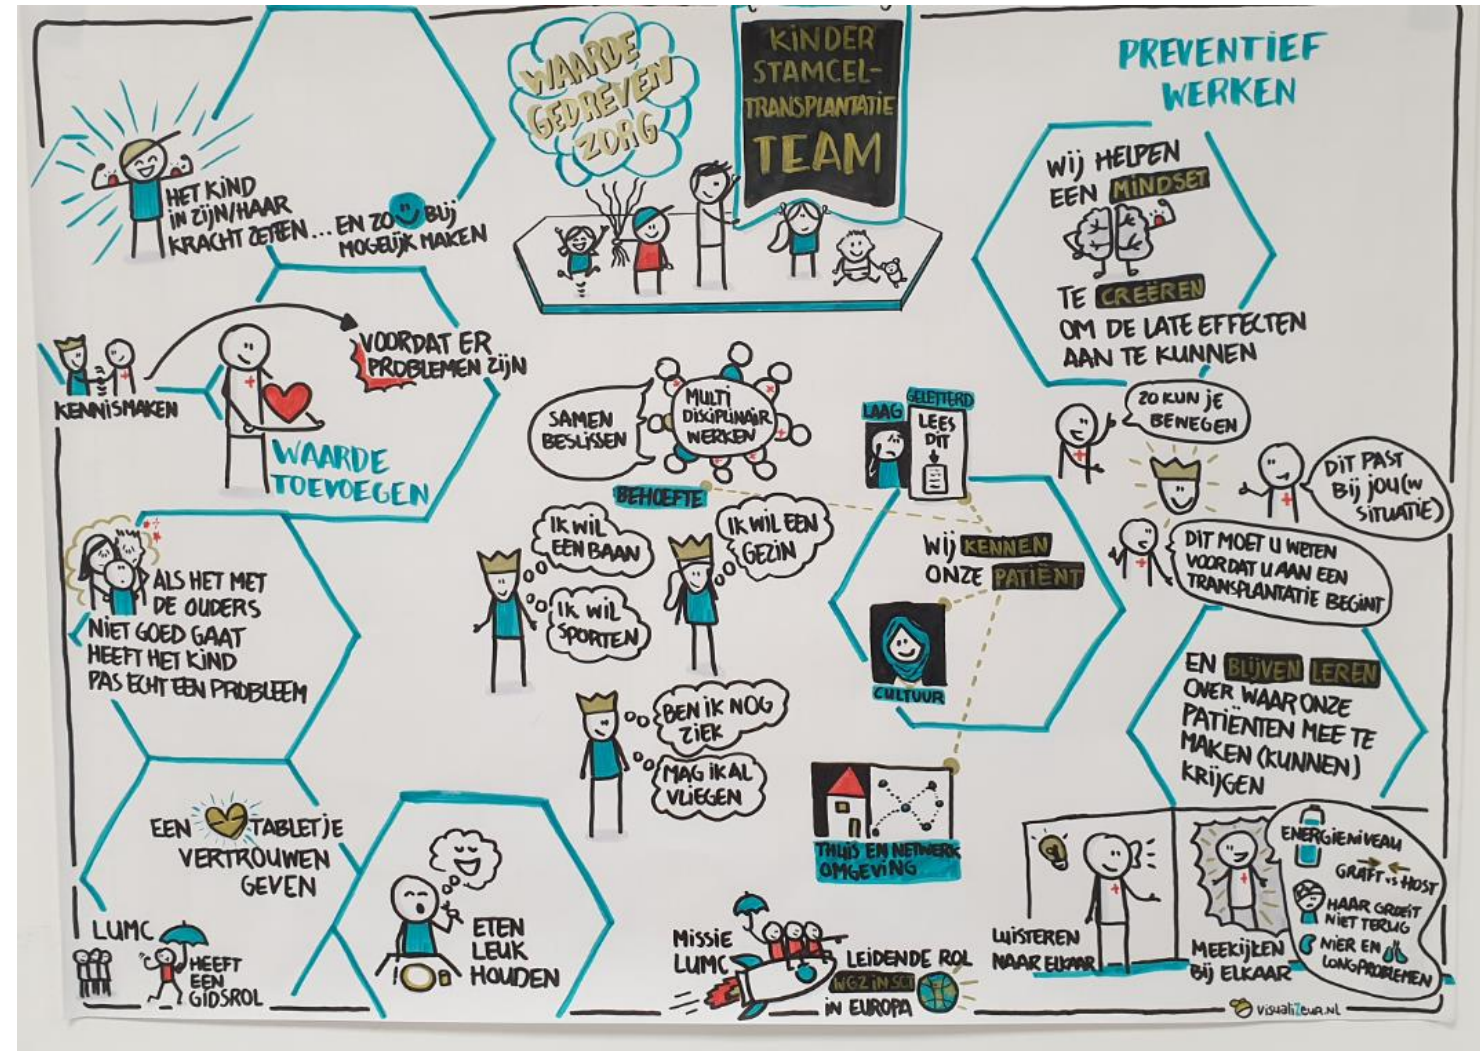 WAARDE
GEDREVEN
ZORG
KINDER
STAMCEL-
TRANSPLANTATIE
TEAM
PREVENTIEF
WERKEN
HET KIND
IN ZIJN/HAAR
KRACHT ZETTEN... EN ZO BIJ
MOGELIJK MAKEN
KENNISMAKEN
VOORDAT ER
PROBLEMEN ZIJN
WAARDE
TOEVOEGEN
ALS HET MET
DE OUDERS
NIET GOED GAAT
HEEFT HET KIND
PAS ECHT EEN PROBLEEM
EEN TABLETJE
VERTROUWEN
GEVEN
LUMC
HEEFT
EEN
GIDSROL
ETEN
LEUK
HOUDEN
SAMEN
BESLISSEN
MULTI
DISCIPLINAIR
WERKEN
BEHOEFTE
IK WIL
EEN BAAN
IK WIL
SPORTEN
IK WIL EEN
GEZIN
BEN IK NOG
ZIEK
MAG IK AL
VLIEGEN
LAAG GELETTERD
LEES
DIT
WIJ KENNEN
ONZE PATIËNT
CULTUUR
THUIS EN NETWERK
OMGEVING
MISSIE
LUMC
LEIDENDE ROL
WGZ IN SCT
IN EUROPA
WIJ HELPEN
EEN MINDSET
TE CREËREN
OM DE LATE EFFECTEN
AAN TE KUNNEN
ZO KUN JE
BEWEGEN
DIT PAST
BIJ JOU(W
SITUATIE)
DIT MOET U WETEN
VOORDAT U AAN EEN
TRANSPLANTATIE BEGINT
EN BLIJVEN LEREN
OVER WAAR ONZE
PATIËNTEN MEE TE
MAKEN (KUNNEN)
KRIJGEN
LUISTEREN
NAAR ELKAAR
MEEKIJKEN
BIJ ELKAAR
ENERGIENIVEAU
GRAFT vs HOST
HAAR GROEIT
NIET TERUG
NIER EN
LONGPROBLEMEN
VISUALIZEUR.NL